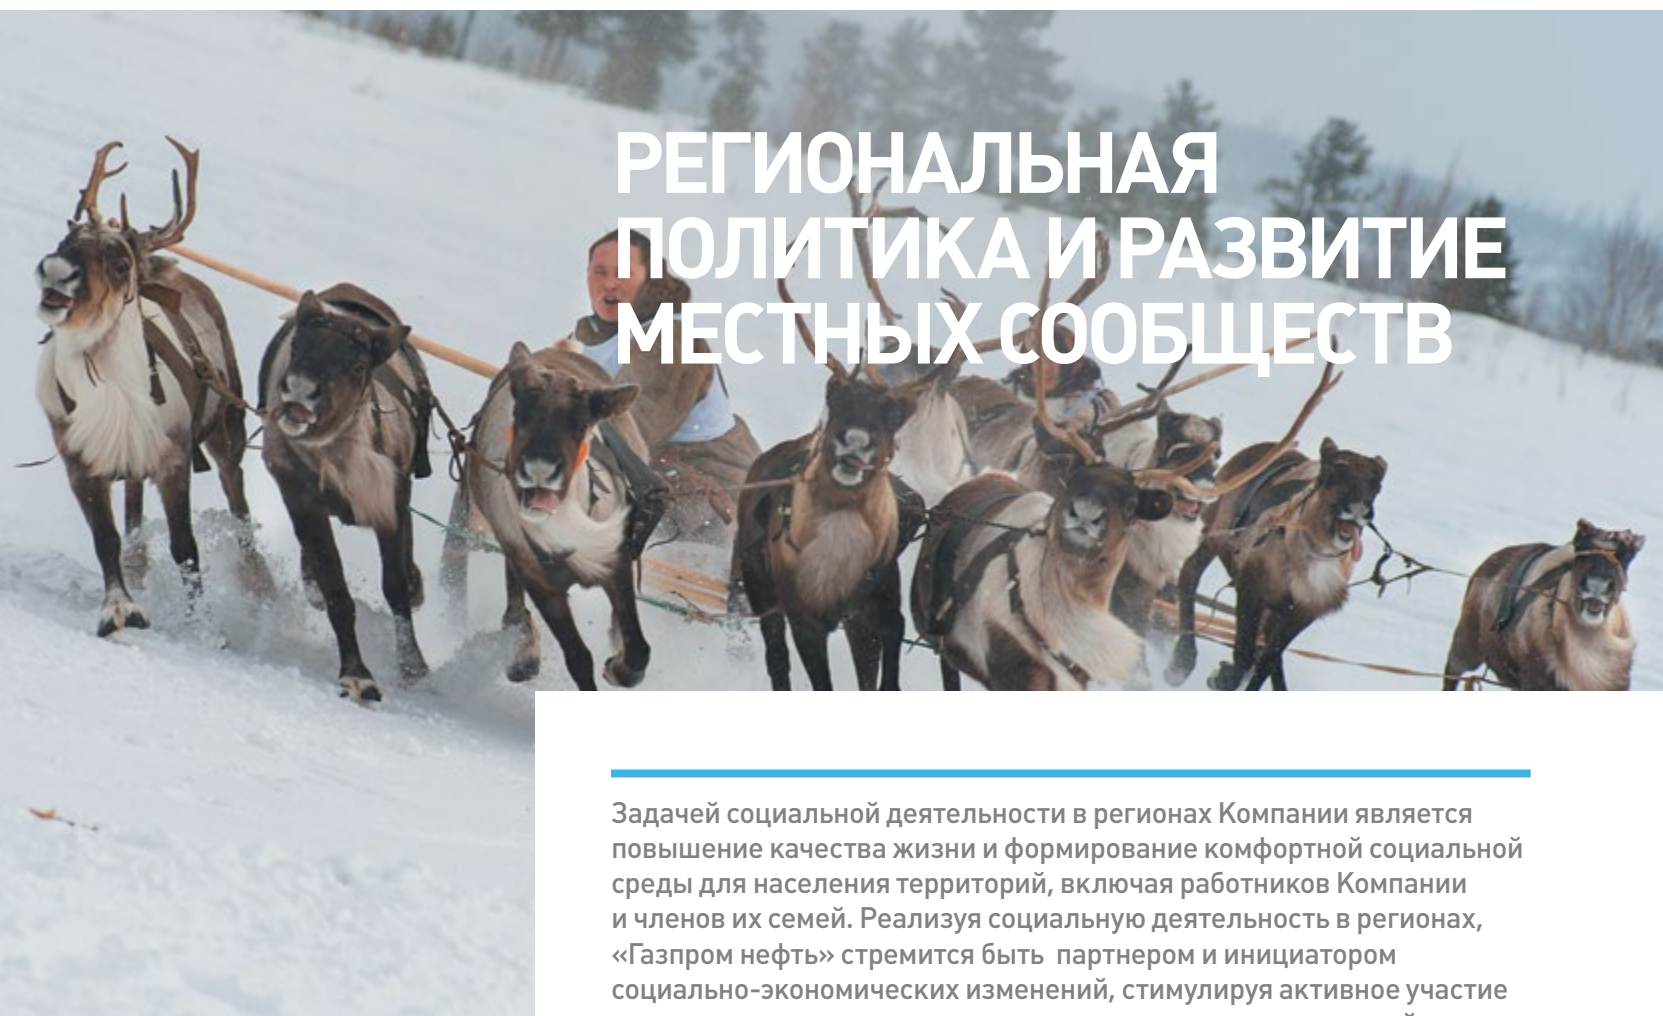 РЕГИОНАЛЬНАЯ
ПОЛИТИКА И РАЗВИТИЕ
МЕСТНЫХ СООБЩЕСТВ
Задачей социальной деятельности в регионах Компании является
повышение качества жизни и формирование комфортной социальной
среды для населения территорий, включая работников Компании
и членов их семей. Реализуя социальную деятельность в регионах,
«Газпром нефть» стремится быть партнером и инициатором
социально-экономических изменений, стимулируя активное участие